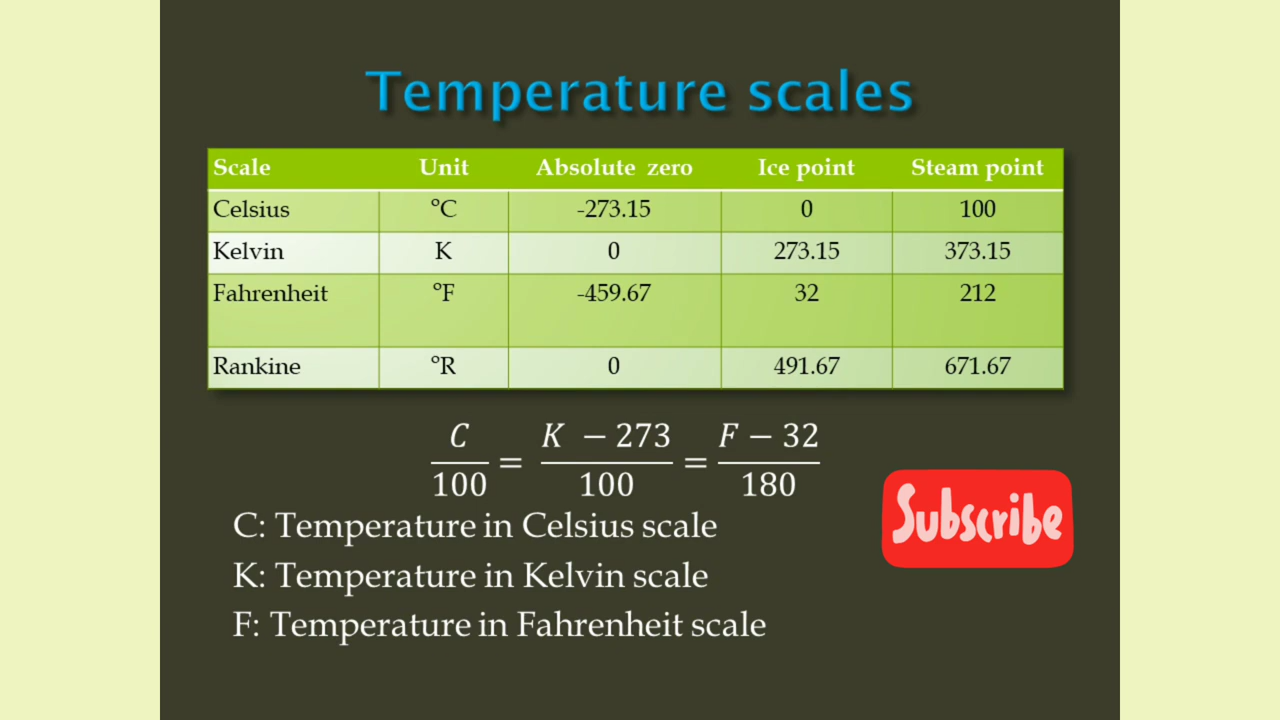 Temperature scales
Scale Unit Absolute zero Ice point Steam point
Celsius °C -273.15 0 100
Kelvin K 0 273.15 373.15
Fahrenheit °F -459.67 32 212
Rankine °R 0 491.67 671.67
C/100 = K − 273/100 = F − 32/180
C: Temperature in Celsius scale
Subscribe
K: Temperature in Kelvin scale
F: Temperature in Fahrenheit scale